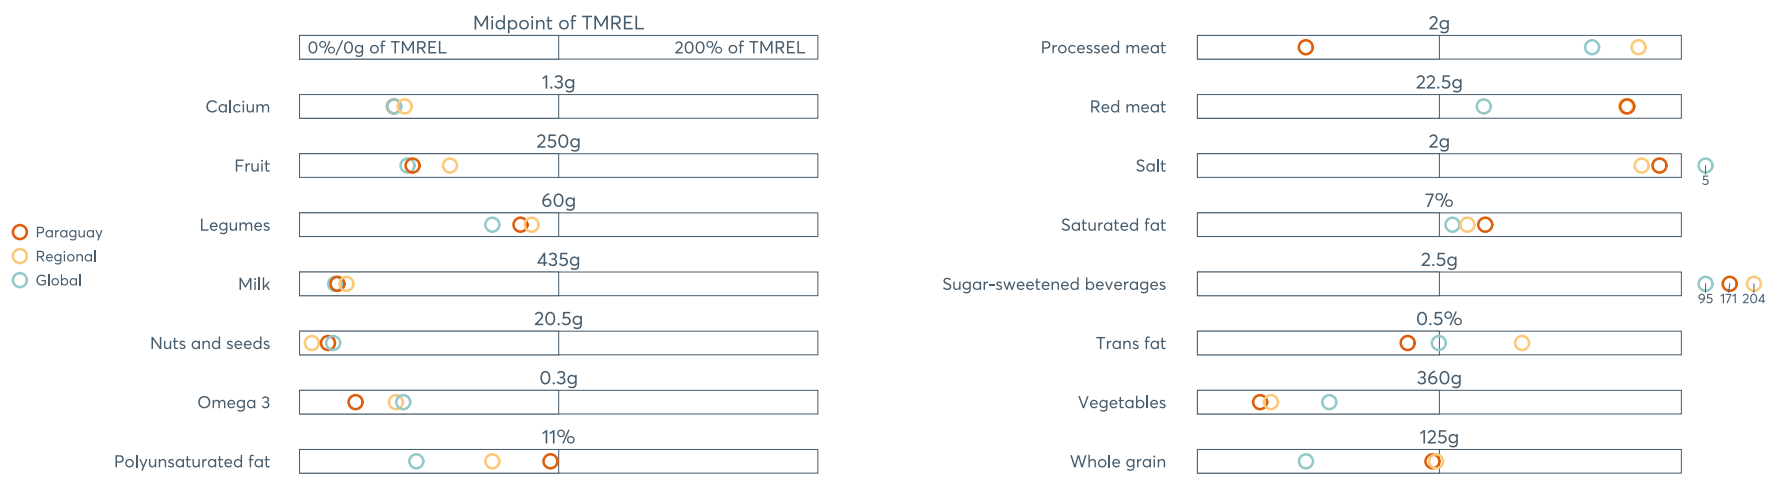 Midpoint of TMREL
0%/0g of TMREL 200% of TMREL
1.3g
Calcium
250g
Fruit
60g
Legumes
435g
Milk
20.5g
Nuts and seeds
0.3g
Omega 3
11%
Polyunsaturated fat
Paraguay
Regional
Global
2g
Processed meat
22.5g
Red meat
2g
Salt
5
7%
Saturated fat
2.5g
Sugar-sweetened beverages
95 171 204
0.5%
Trans fat
360g
Vegetables
125g
Whole grain